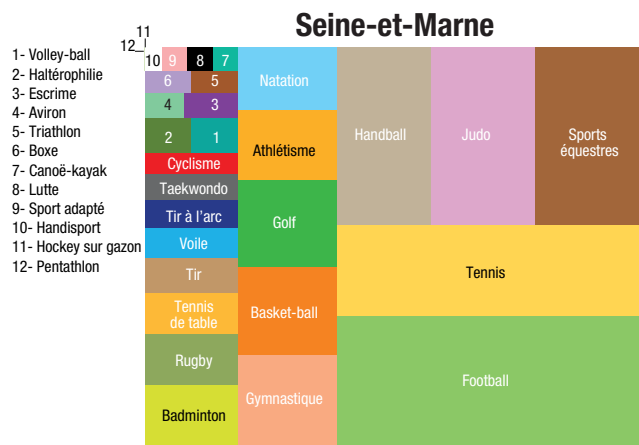 Seine-et-Marne
1- Volley-ball
2- Haltérophilie
3- Escrime
4- Aviron
5- Triathlon
6- Boxe
7- Canoë-kayak
8- Lutte
9- Sport adapté
10- Handisport
11- Hockey sur gazon
12- Pentathlon
11
12
10
9
8
7
6
5
4
3
2
1
Cyclisme
Taekwondo
Tir à l'arc
Voile
Tir
Tennis
de table
Rugby
Badminton
Natation
Athlétisme
Golf
Basket-ball
Gymnastique
Handball
Judo
Sports
équestres
Tennis
Football